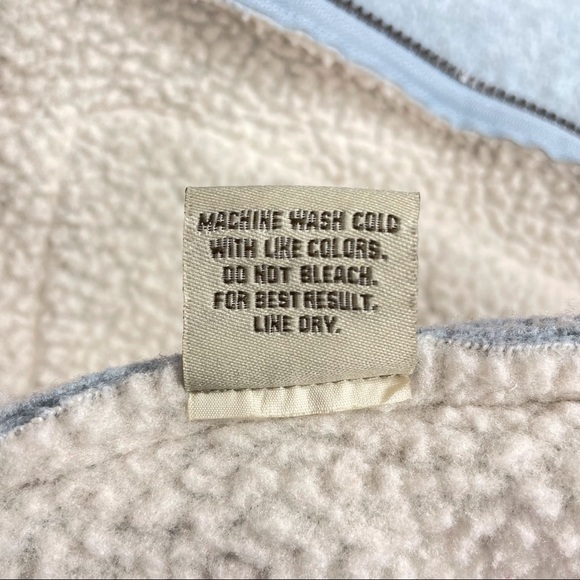 MACHINE WASH COLD
WITH LIKE COLORS.
DO NOT BLEACH.
FOR BEST RESULT.
LINE DRY.